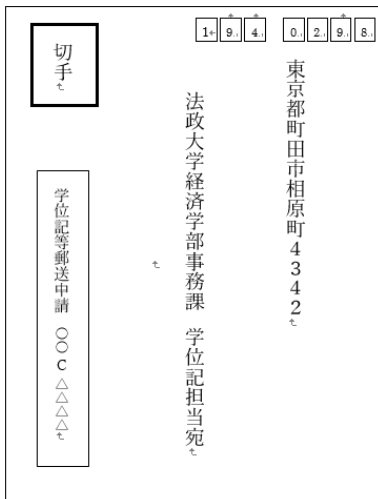 194 0298
東京都町田市相原町4342
法政大学経済学部事務課　学位記担当宛
切手
学位記等郵送申請　〇〇C△△△△